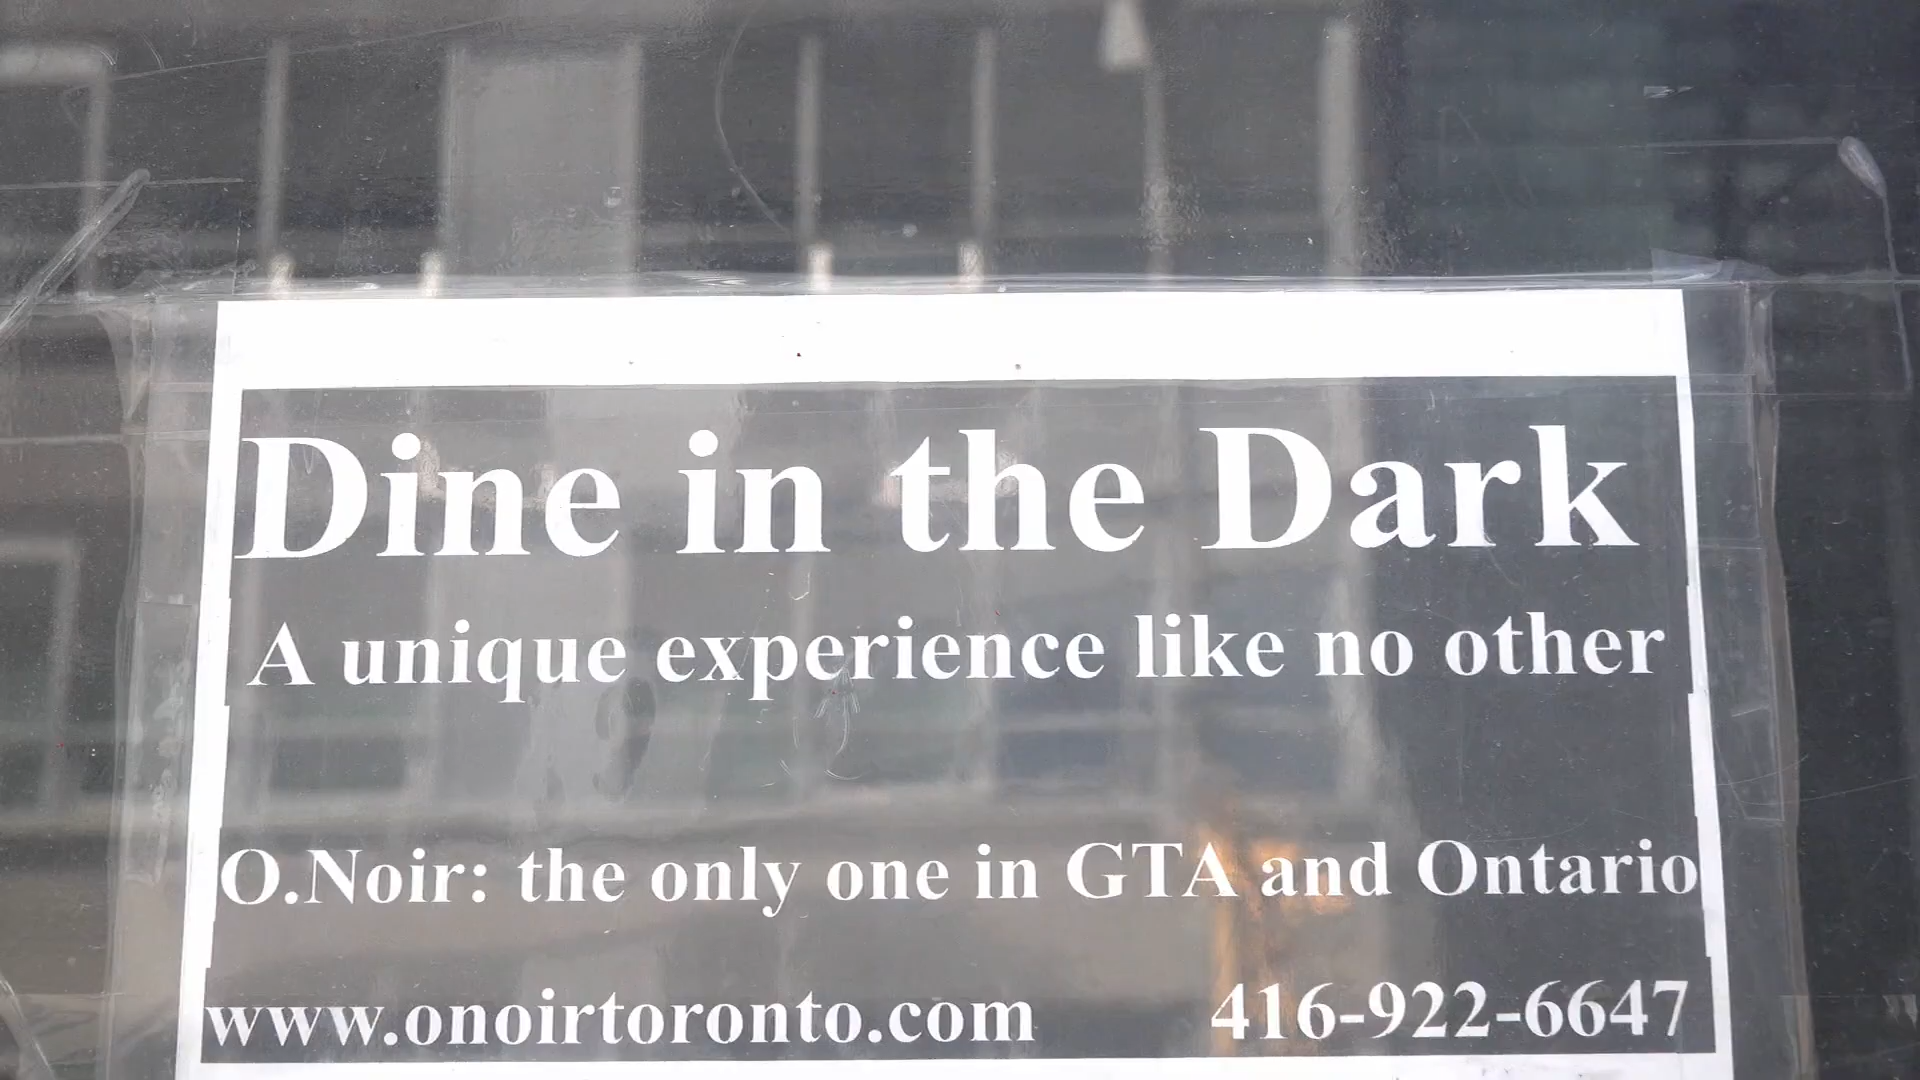 Dine in the Dark
A unique experience like no other
O.Noir: the only one in GTA and Ontario
www.onoirtoronto.com 416-922-6647